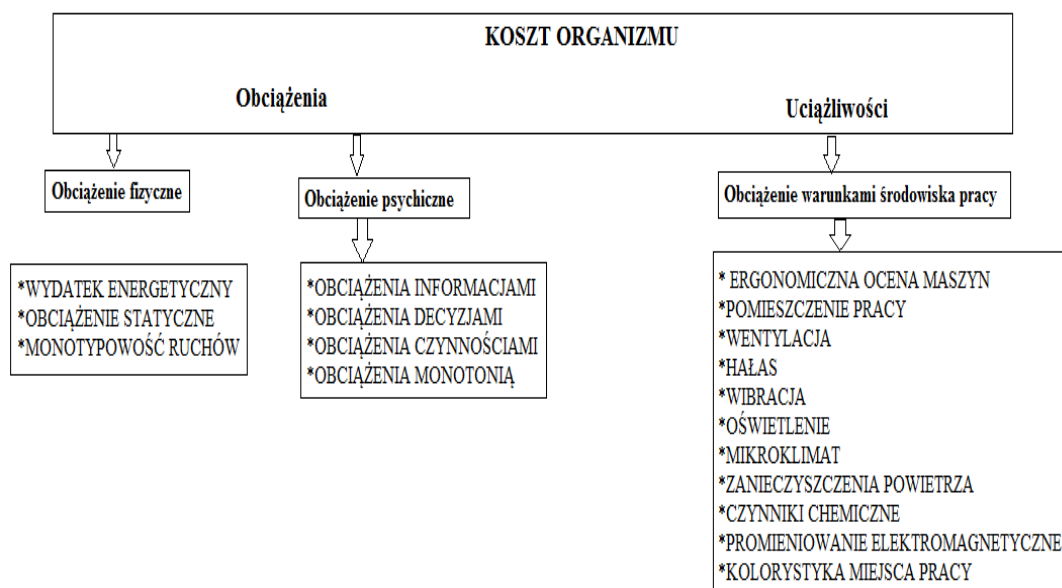 KOSZT ORGANIZMU
Obciążenia
Uciążliwości
Obciążenie fizyczne
*WYDATEK ENERGETYCZNY
*OBCIĄŻENIE STATYCZNE
*MONOTYPOWOŚĆ RUCHÓW
Obciążenie psychiczne
*OBCIĄŻENIA INFORMACJAMI
*OBCIĄŻENIA DECYZJAMI
*OBCIĄŻENIA CZYNNOŚCIAMI
*OBCIĄŻENIA MONOTONIĄ
Obciążenie warunkami środowiska pracy
* ERGONOMICZNA OCENA MASZYN
*POMIESZCZENIE PRACY
*WENTYLACJA
*HAŁAS
*WIBRACJA
*OŚWIETLENIE
*MIKROKLIMAT
*ZANIECZYSZCZENIA POWIETRZA
*CZYNNIKI CHEMICZNE
*PROMIENIOWANIE ELEKTROMAGNETYCZNE
*KOLORYSTYKA MIEJSCA PRACY